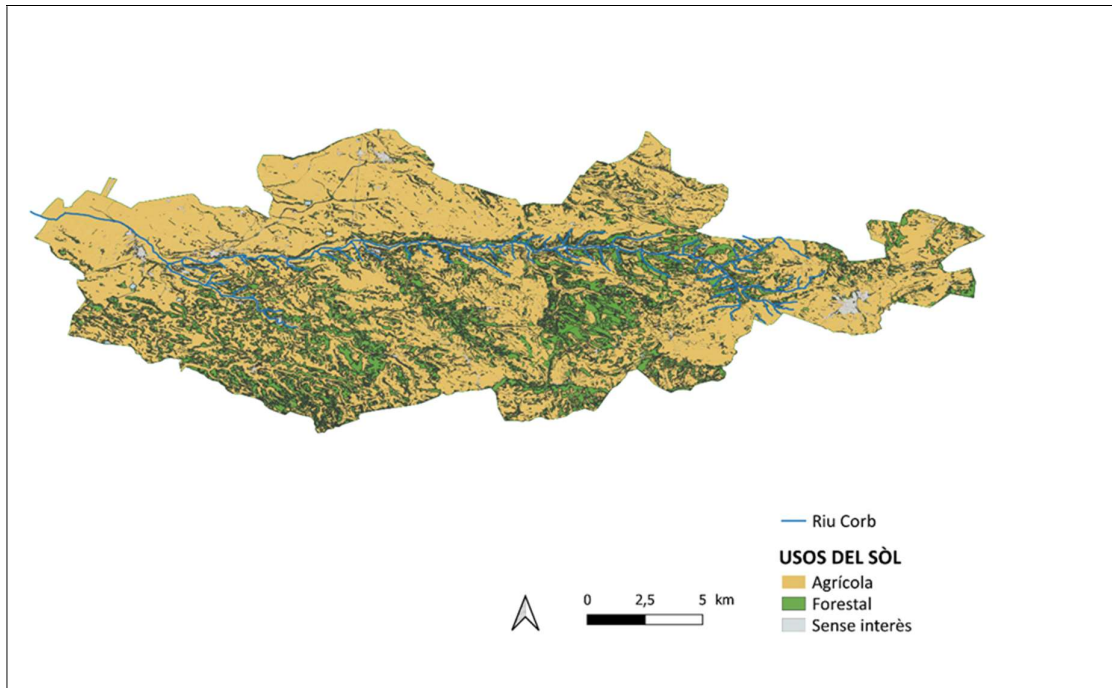 Riu Corb
USOS DEL SÒL
Agrícola
Forestal
Sense interès
0 2,5 5 km